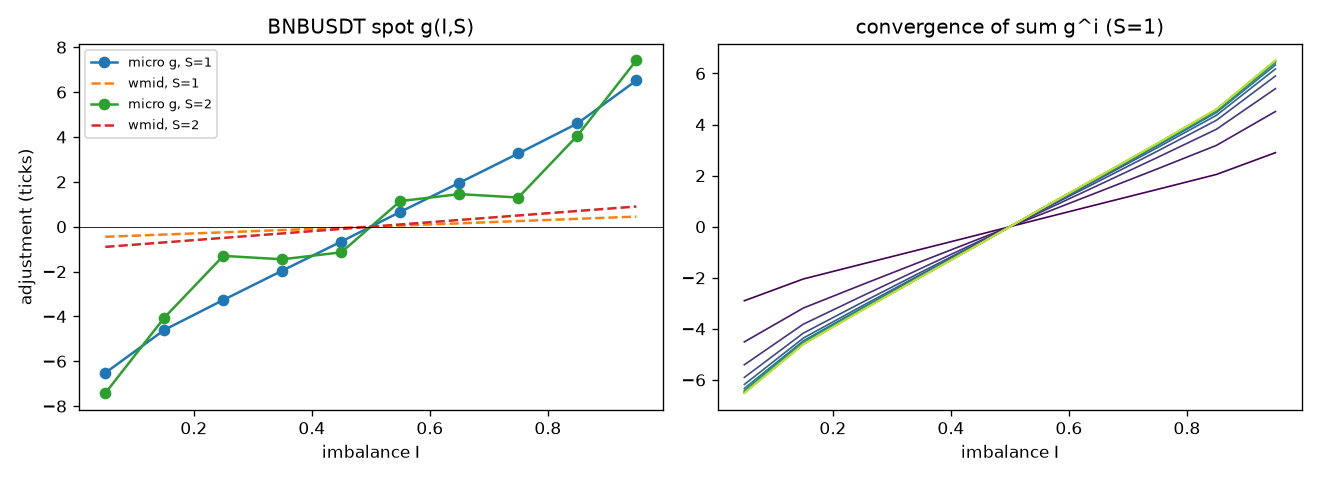 BNBUSDT spot g(I,S)
micro g, S=1
wmid, S=1
micro g, S=2
wmid, S=2
adjustment (ticks)
8
6
4
2
0
−2
−4
−6
−8
0.2 0.4 0.6 0.8
imbalance I
convergence of sum g^i (S=1)
6
4
2
0
−2
−4
−6
0.2 0.4 0.6 0.8
imbalance I